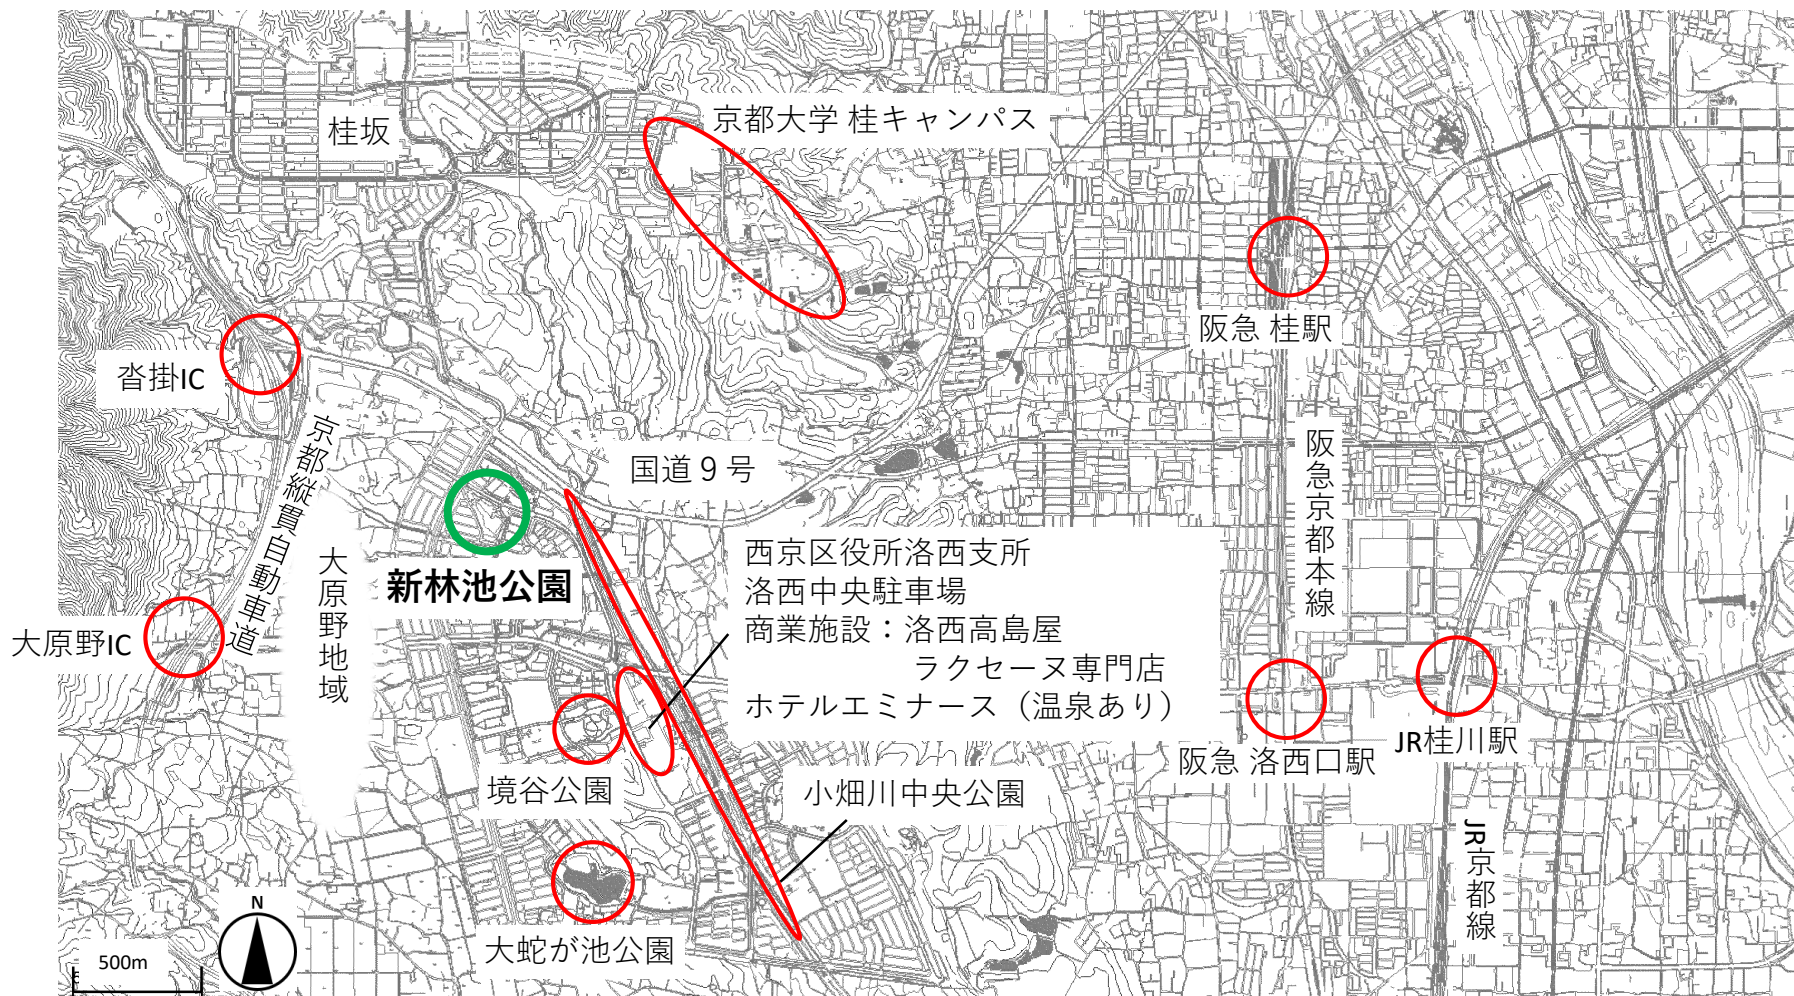 京都大学 桂キャンパス
桂坂
阪急 桂駅
沓掛IC
京都縦貫自動車道
国道9号
阪急京都本線
新林池公園
大原野地域
大原野IC
西京区役所洛西支所
洛西中央駐車場
商業施設：洛西高島屋
ラクセーヌ専門店
ホテルエミナース（温泉あり）
JR桂川駅
阪急 洛西口駅
境谷公園
小畑川中央公園
JR京都線
大蛇が池公園
N
500m